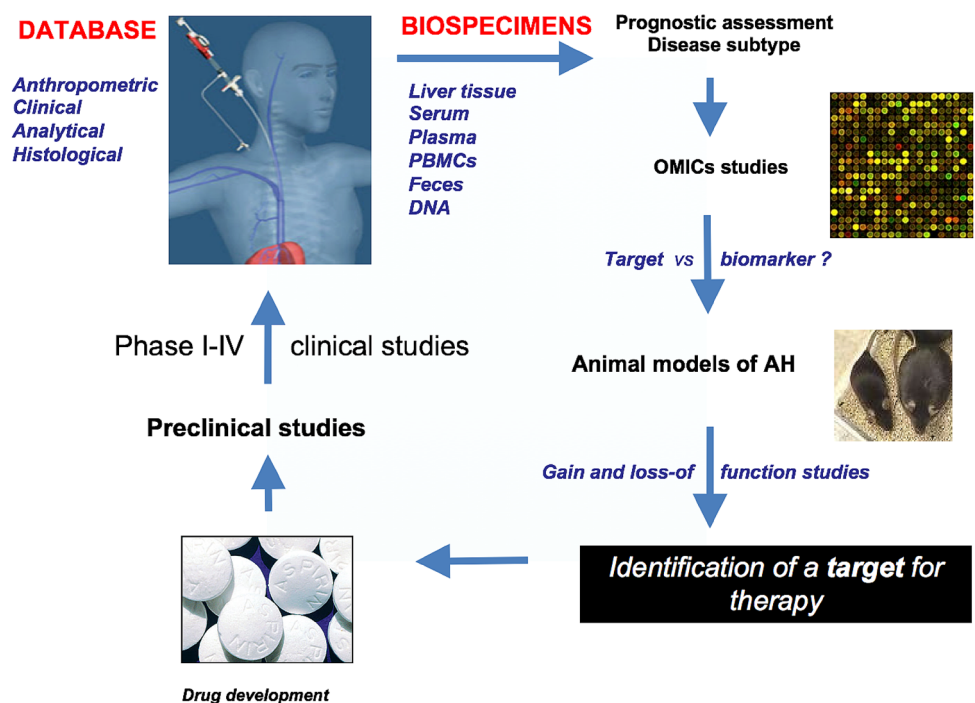 DATABASE
Anthropometric
Clinical
Analytical
Histological
BIOSPECIMENS
Liver tissue
Serum
Plasma
PBMCs
Feces
DNA
Prognostic assessment
Disease subtype
OMICs studies
Target vs biomarker ?
Animal models of AH
Gain and loss-of function studies
Identification of a target for
therapy
Phase I-IV clinical studies
Preclinical studies
ASPIRIN
ASPIRIN
Drug development